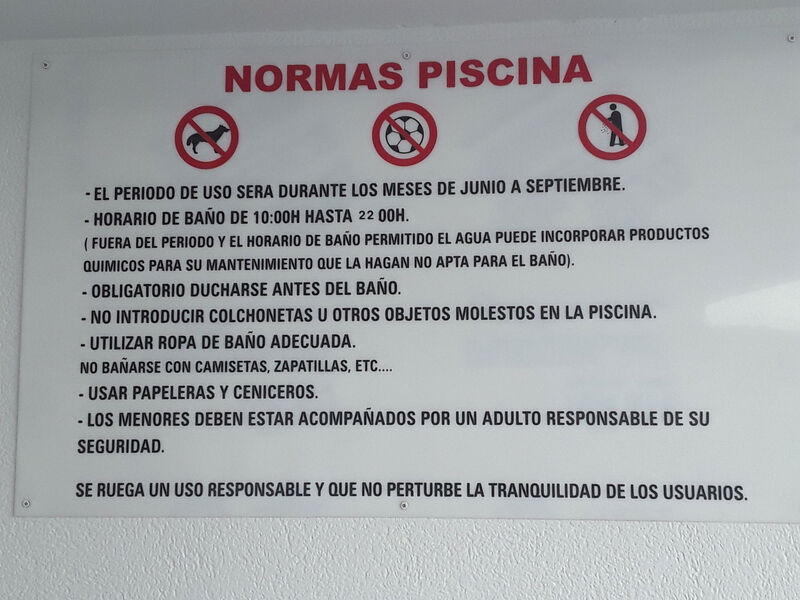 NORMAS PISCINA
- EL PERIODO DE USO SERA DURANTE LOS MESES DE JUNIO A SEPTIEMBRE.
- HORARIO DE BAÑO DE 10:00H HASTA 22 00H.
( FUERA DEL PERIODO Y EL HORARIO DE BAÑO PERMITIDO EL AGUA PUEDE INCORPORAR PRODUCTOS
QUIMICOS PARA SU MANTENIMIENTO QUE LA HAGAN NO APTA PARA EL BAÑO).
- OBLIGATORIO DUCHARSE ANTES DEL BAÑO.
- NO INTRODUCIR COLCHONETAS U OTROS OBJETOS MOLESTOS EN LA PISCINA.
- UTILIZAR ROPA DE BAÑO ADECUADA.
NO BAÑARSE CON CAMISETAS, ZAPATILLAS, ETC....
- USAR PAPELERAS Y CENICEROS.
- LOS MENORES DEBEN ESTAR ACOMPAÑADOS POR UN ADULTO RESPONSABLE DE SU
SEGURIDAD.
SE RUEGA UN USO RESPONSABLE Y QUE NO PERTURBE LA TRANQUILIDAD DE LOS USUARIOS.